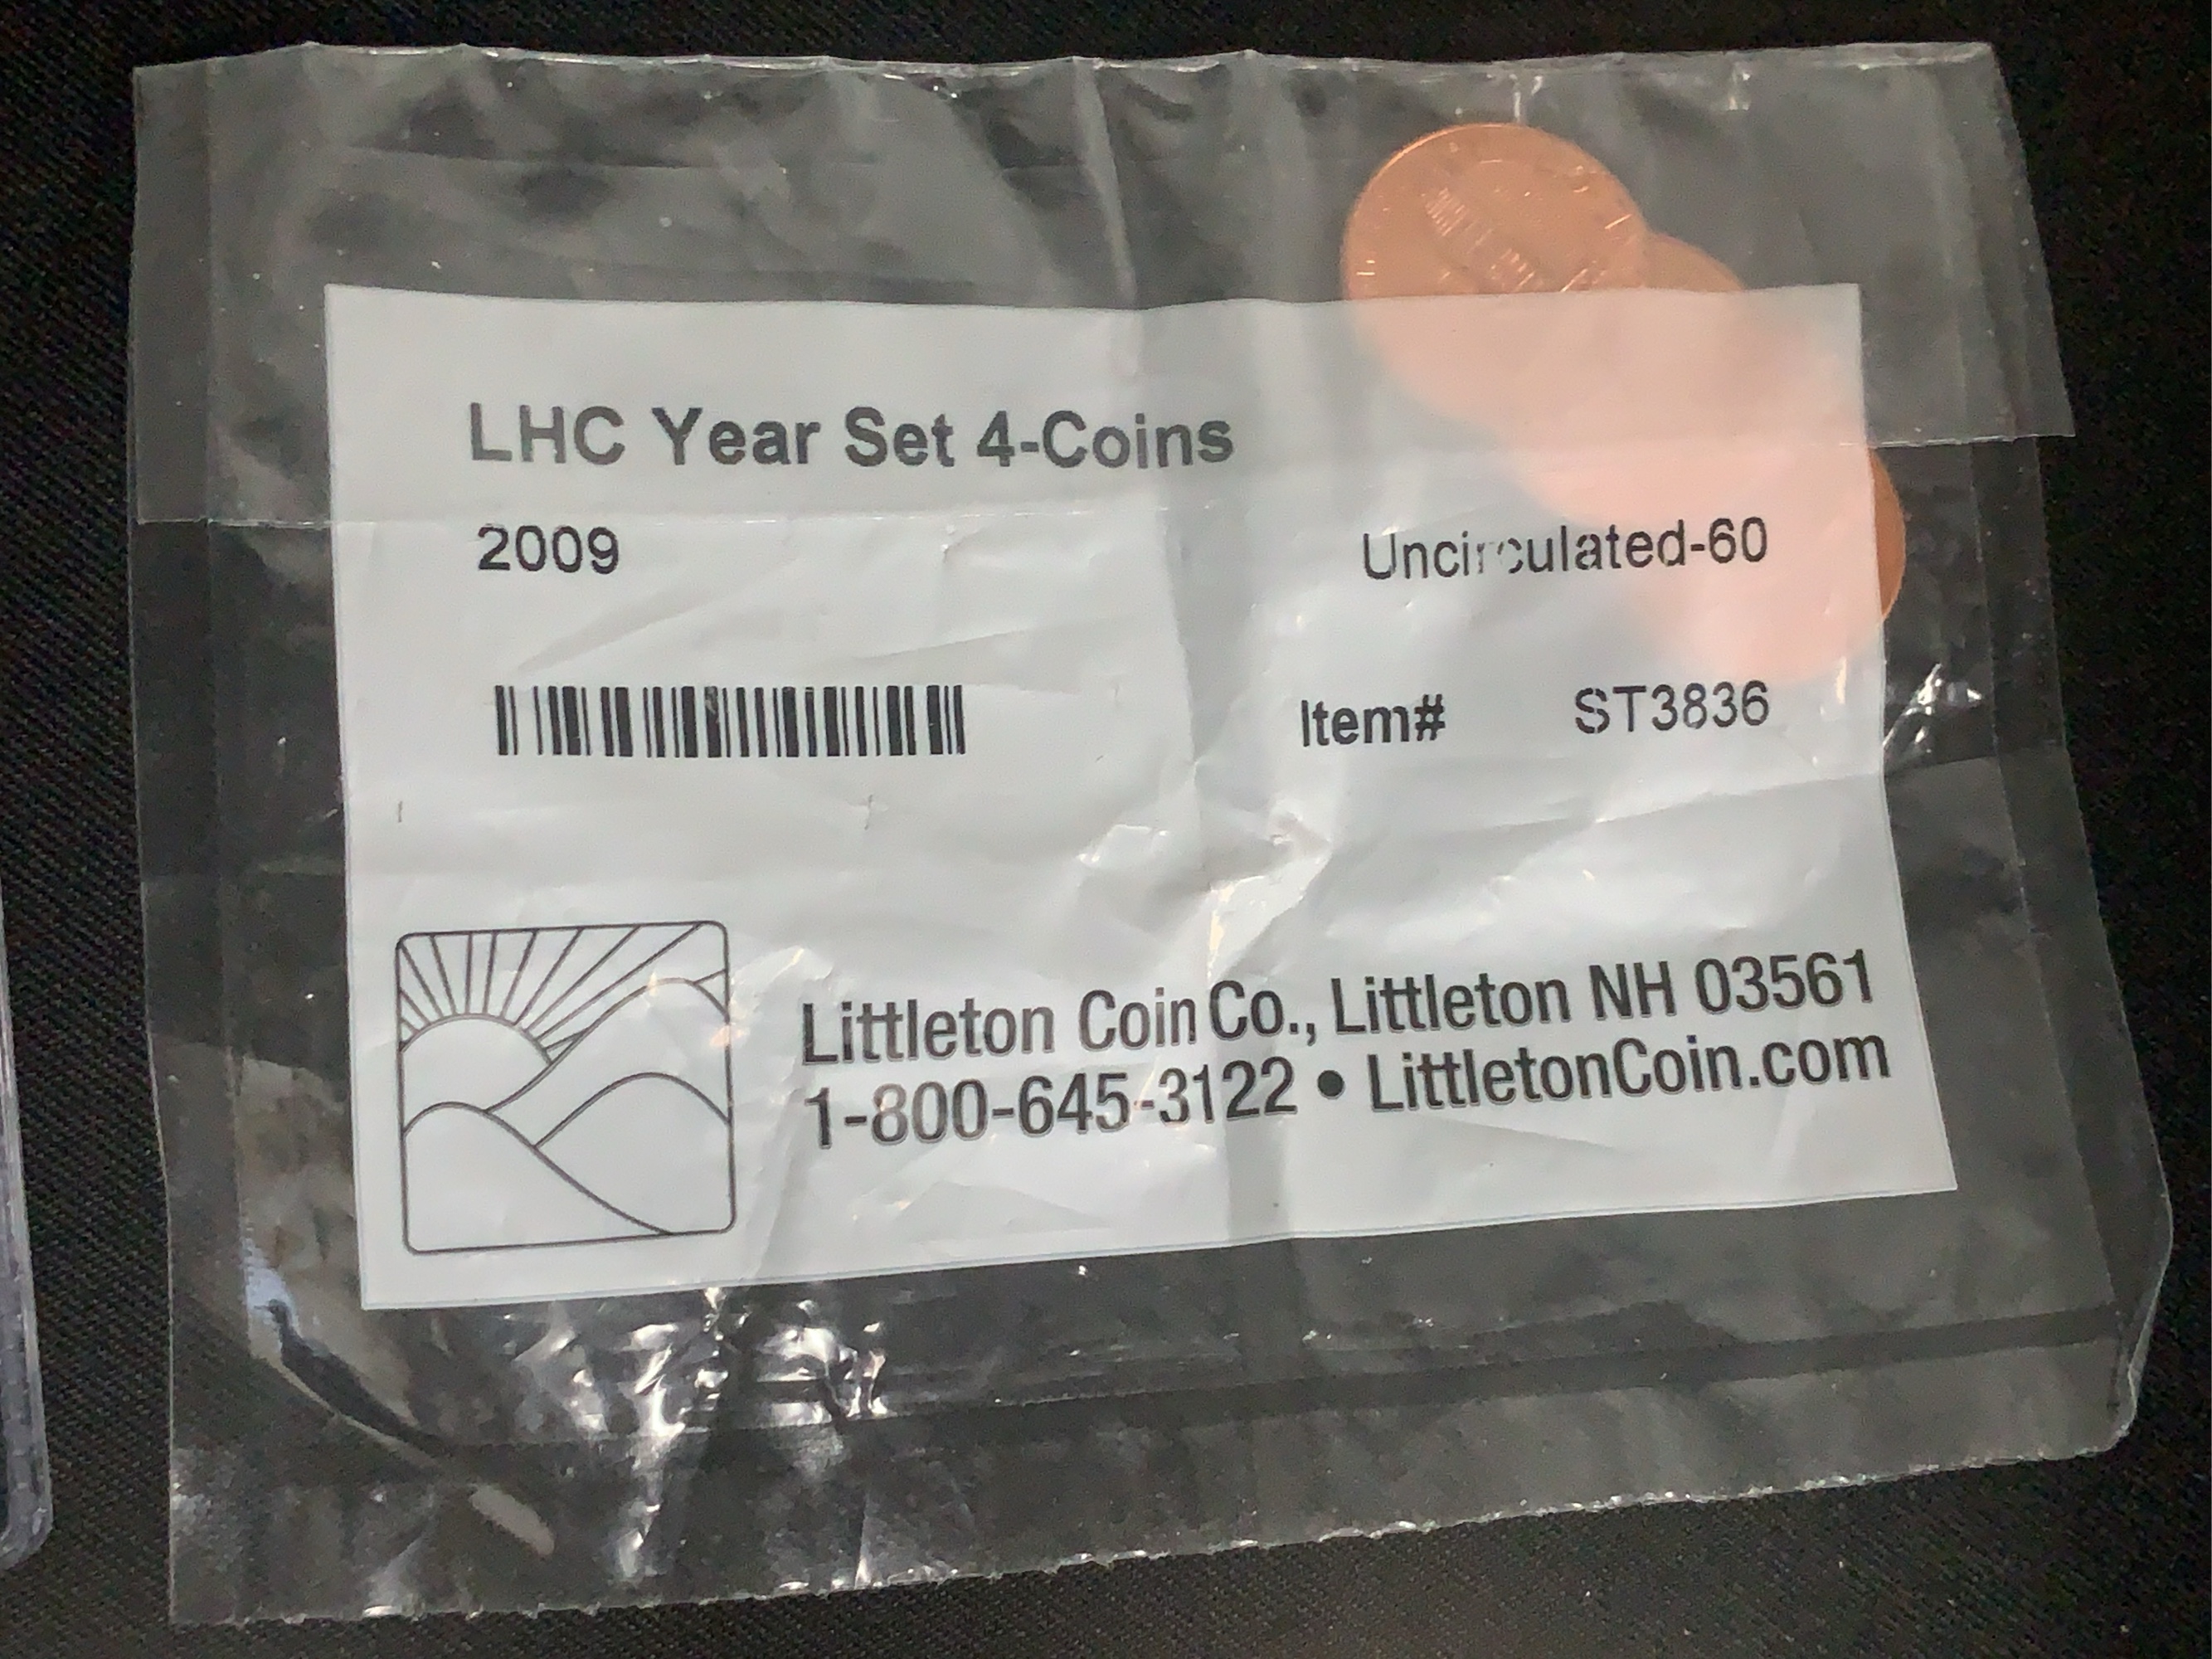 LHC Year Set 4-Coins
2009 Uncirculated-60
Item# ST3836
Littleton Coin Co., Littleton NH 03561
1-800-645-3122 • LittletonCoin.com